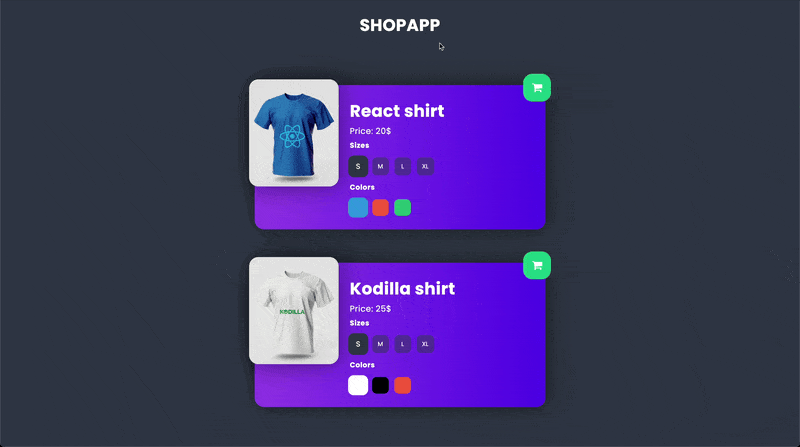 SHOPAPP
React shirt
Price: 20$
Sizes
S M L XL
Colors
KODILLA
Kodilla shirt
Price: 25$
Sizes
S M L XL
Colors